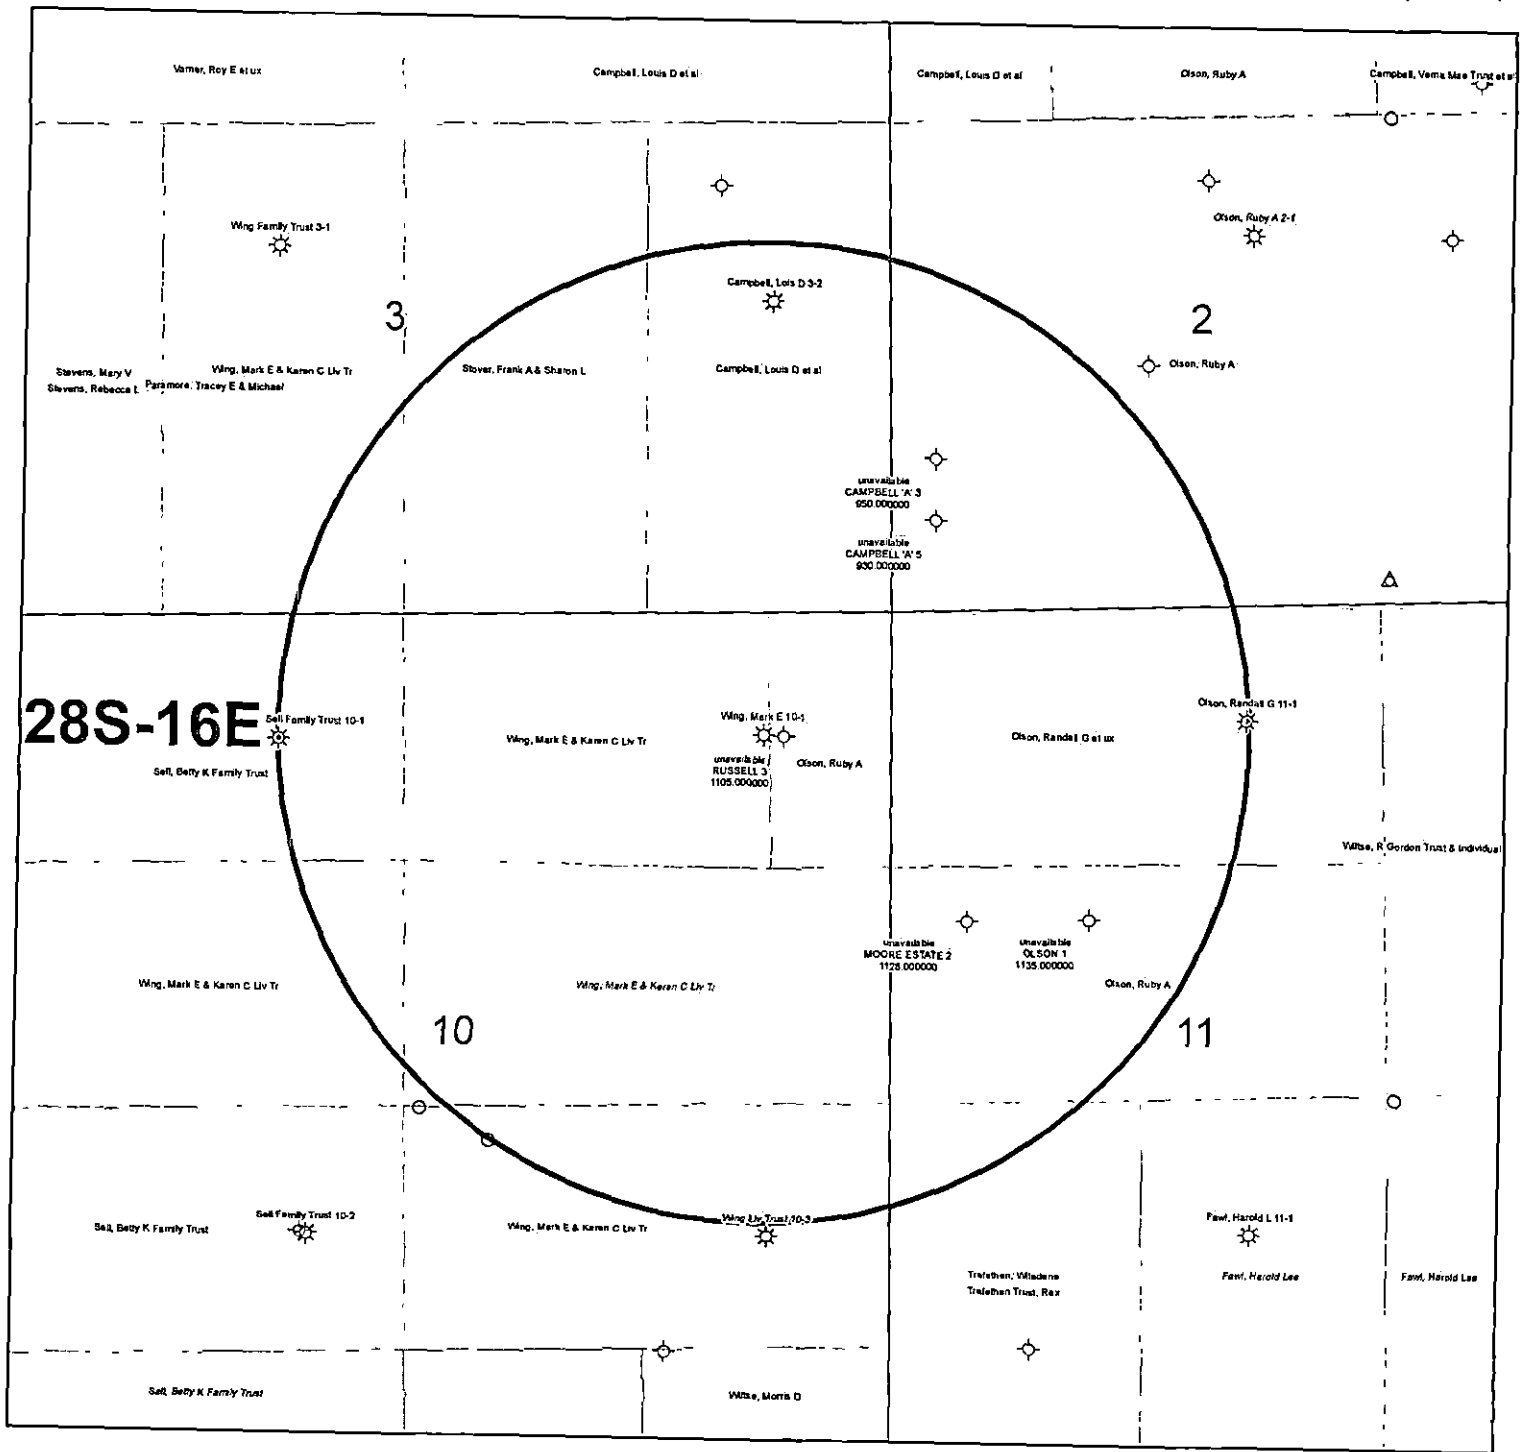 Varner, Roy E et ux
Campbell, Louis D et al
Campbell, Louis D et al
Olson, Ruby A
Campbell, Verna Mae Trust et al
Wing Family Trust 3-1
Olson, Ruby A 2-1
Campbell, Lois D 3-2
3
2
Stevens, Mary V
Stevens, Rebecca L
Paramore, Tracey E & Michael
Wing, Mark E & Karen C Liv Tr
Stover, Frank A & Sharon L
Campbell, Louis D et al
Olson, Ruby A
unavailable
CAMPBELL 'A' 3
950.000000
unavailable
CAMPBELL 'A' 5
930.000000
28S-16E
Sell Family Trust 10-1
Sell, Betty K Family Trust
Wing, Mark E & Karen C Liv Tr
Wing, Mark E 10-1
unavailable
RUSSELL 3
1105.000000
Olson, Ruby A
Olson, Randall G et ux
Olson, Randall G 11-1
Wiltse, R Gordon Trust & Individual
unavailable
MOORE ESTATE 2
1128.000000
unavailable
OLSON 1
1135.000000
Wing, Mark E & Karen C Liv Tr
Wing, Mark E & Karen C Liv Tr
Olson, Ruby A
10
11
Sell, Betty K Family Trust
Sell Family Trust 10-2
Wing, Mark E & Karen C Liv Tr
Wing Liv Trust 10-3
Fawl, Harold L 11-1
Trefethen, Wiladene
Trefethen Trust, Rex
Fawl, Harold Lee
Fawl, Harold Lee
Sell, Betty K Family Trust
Wiltse, Morris D